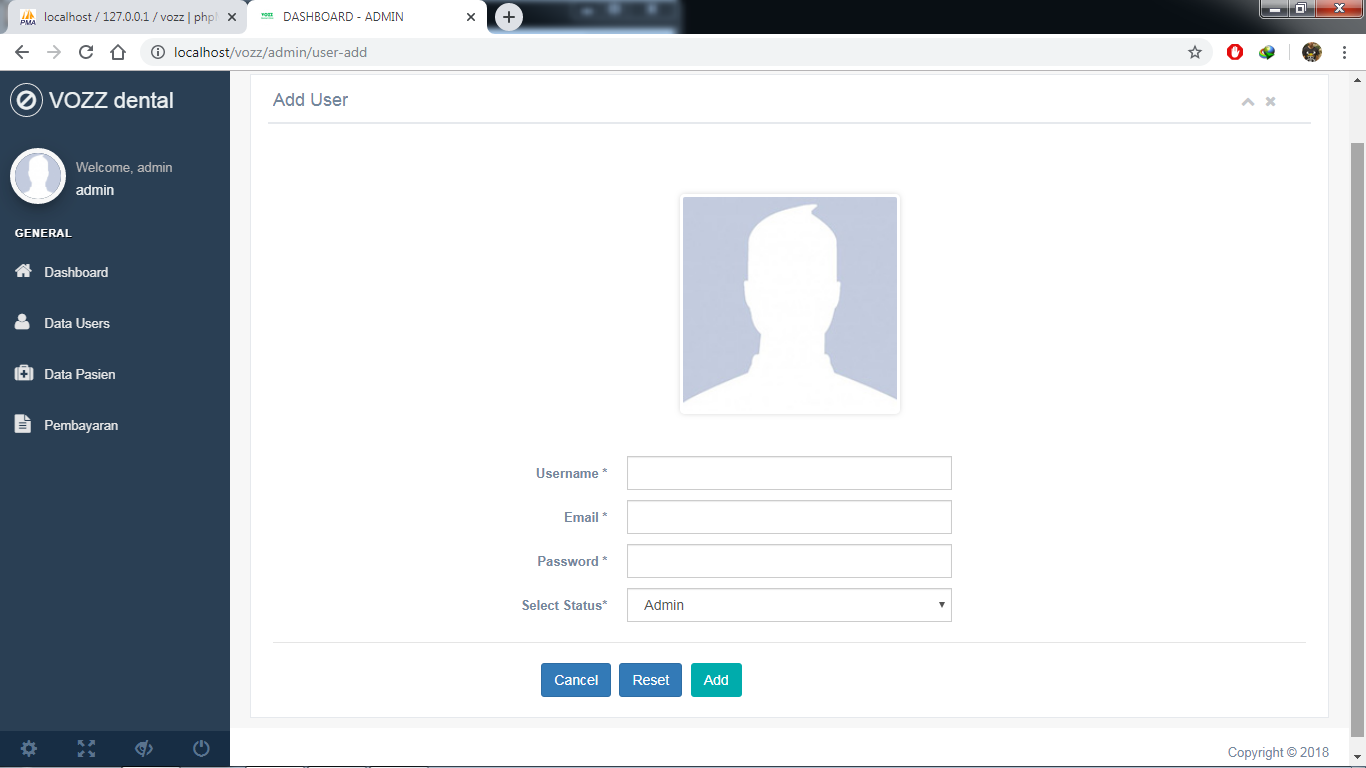 PMA localhost / 127.0.0.1 / vozz | php
VOZZ DASHBOARD - ADMIN
localhost/vozz/admin/user-add
VOZZ dental
Welcome, admin
admin
GENERAL
Dashboard
Data Users
Data Pasien
Pembayaran
Add User
Username *
Email *
Password *
Select Status*
Admin
Cancel
Reset
Add
Copyright © 2018